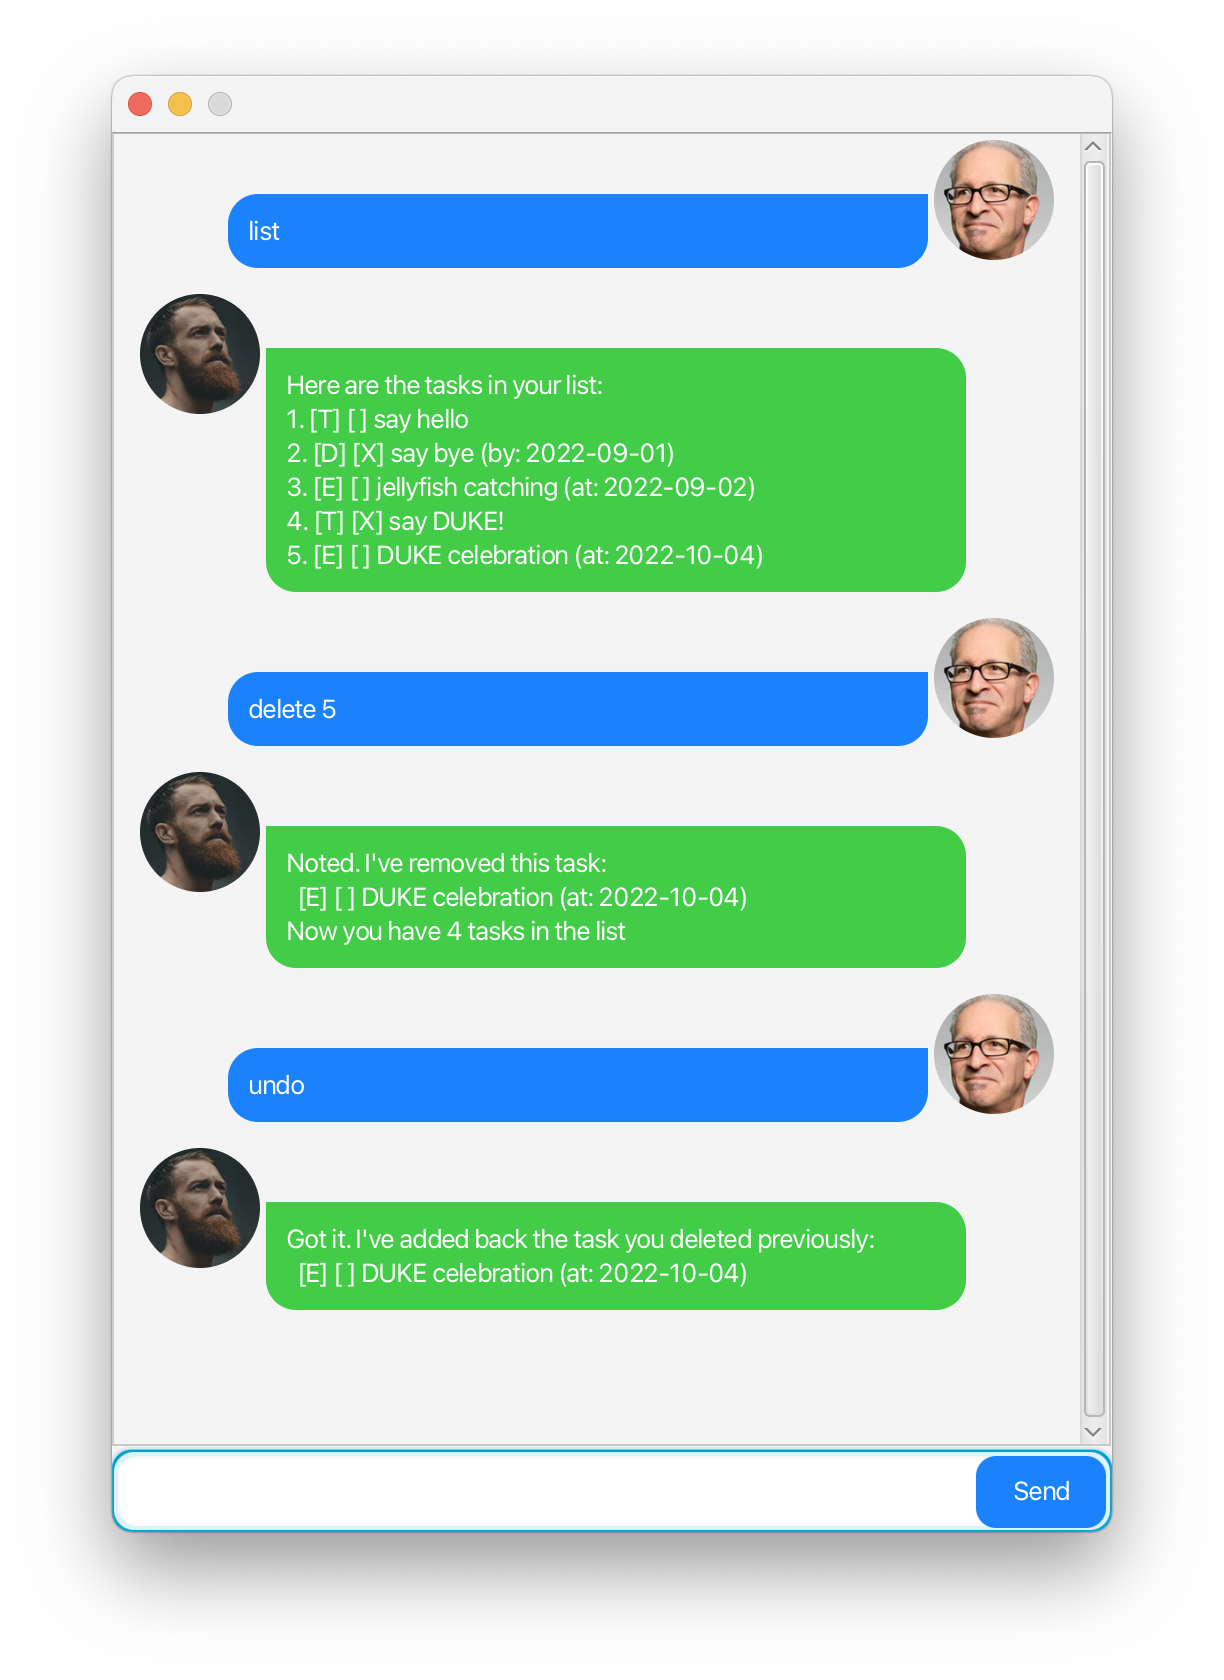 list
Here are the tasks in your list:
1. [T] [ ] say hello
2. [D] [X] say bye (by: 2022-09-01)
3. [E] [ ] jellyfish catching (at: 2022-09-02)
4. [T] [X] say DUKE!
5. [E] [ ] DUKE celebration (at: 2022-10-04)
delete 5
Noted. I've removed this task:
  [E] [ ] DUKE celebration (at: 2022-10-04)
Now you have 4 tasks in the list
undo
Got it. I've added back the task you deleted previously:
  [E] [ ] DUKE celebration (at: 2022-10-04)
Send